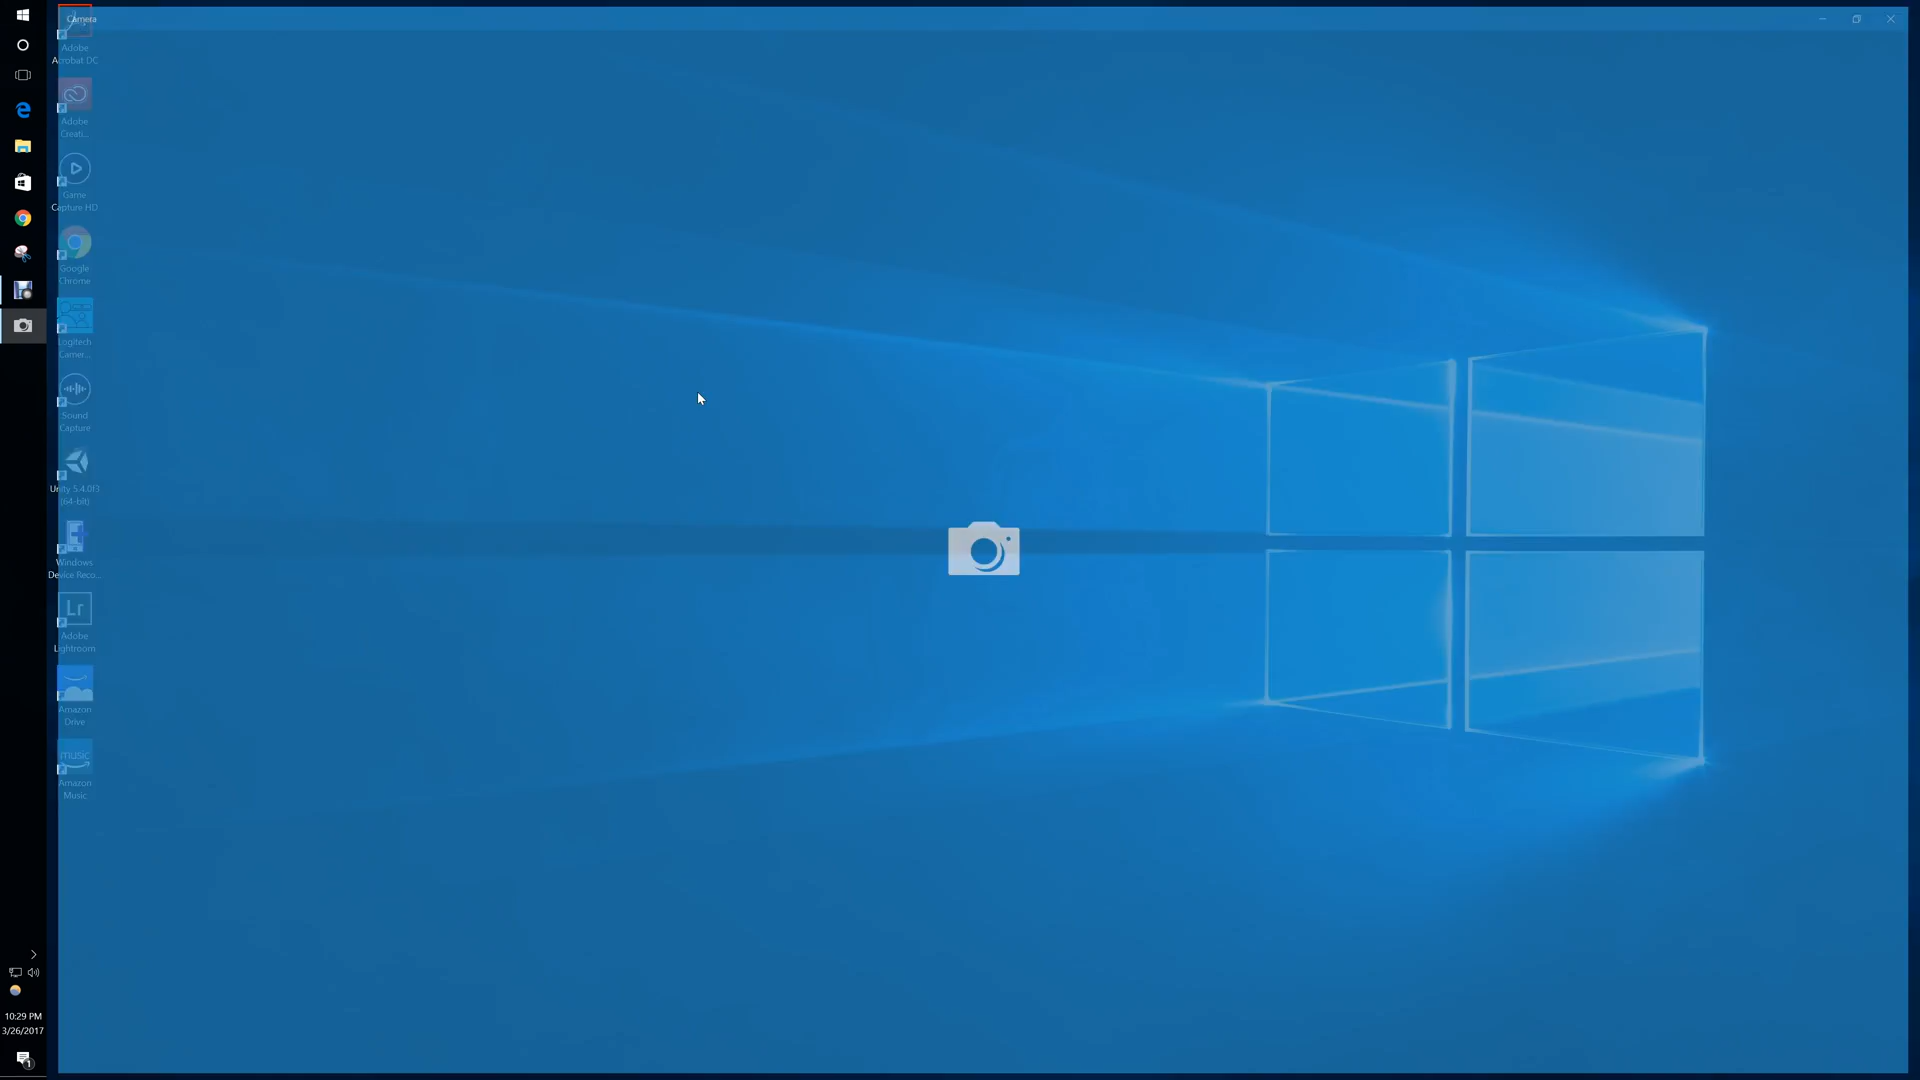 Camera
Adobe
Acrobat DC
Adobe
Creati...
Game
Capture HD
Google
Chrome
Logitech
Camer...
Sound
Capture
Unity 5.4.0f3
(64-bit)
Windows
Device Reco...
Lr
Adobe
Lightroom
Amazon
Drive
music
Amazon
Music
10:29 PM
3/26/2017
1